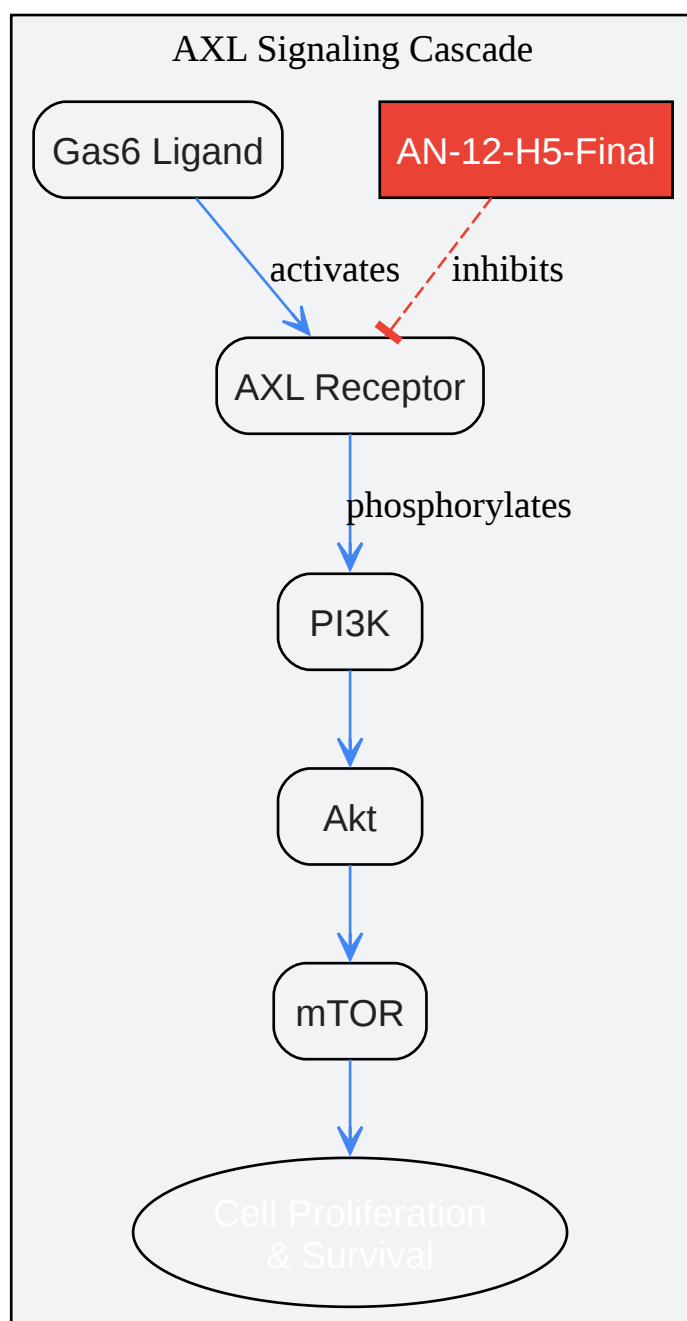 AXL Signaling Cascade
Gas6 Ligand
AN-12-H5-Final
activates
inhibits
AXL Receptor
phosphorylates
PI3K
Akt
mTOR
Cell Proliferation
& Survival